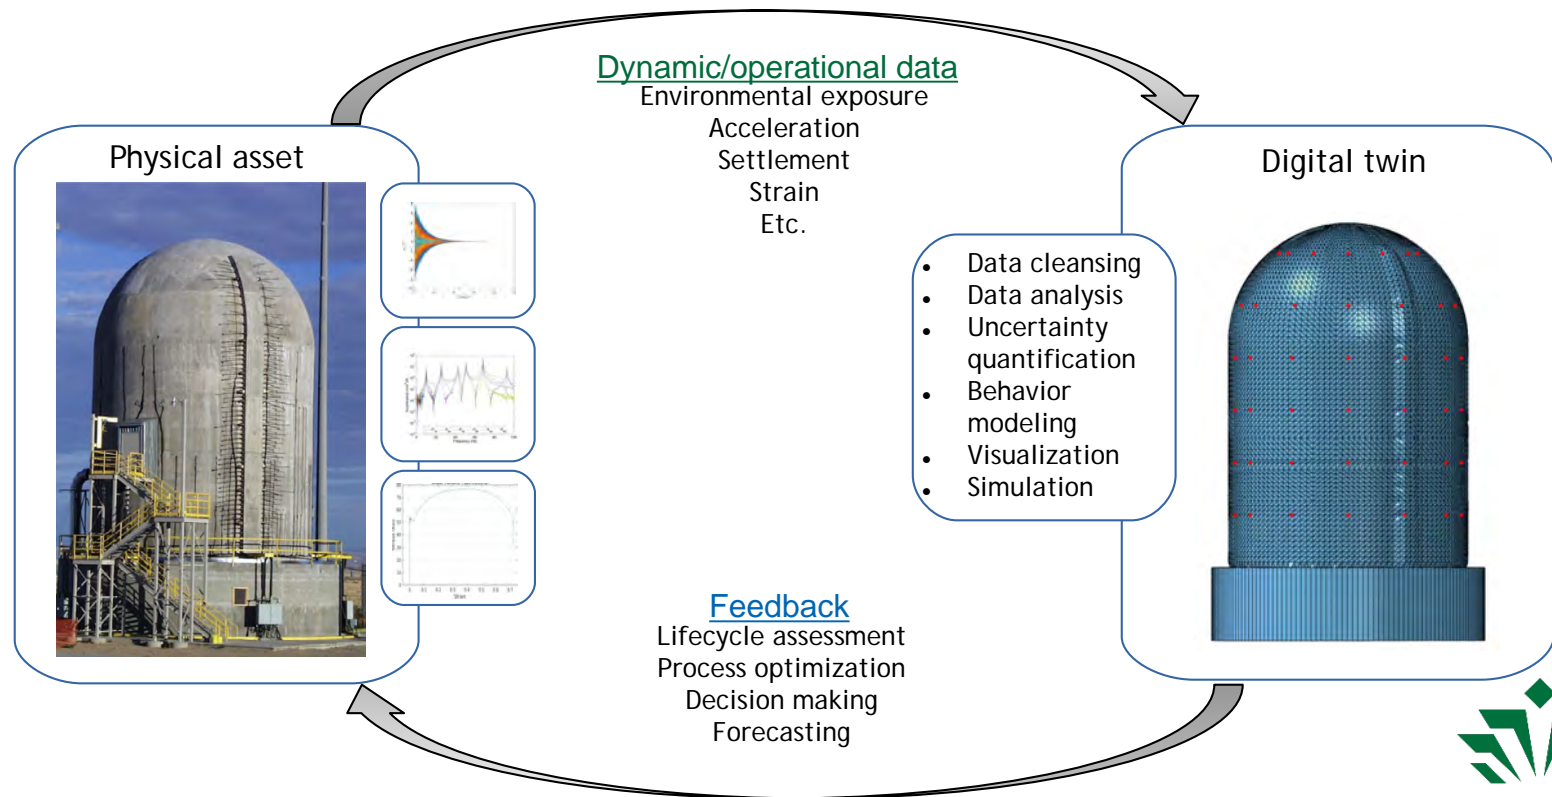 Dynamic/operational data
Environmental exposure
Acceleration
Settlement
Strain
Etc.
Physical asset
Digital twin
• Data cleansing
• Data analysis
• Uncertainty
quantification
• Behavior
modeling
• Visualization
• Simulation
Feedback
Lifecycle assessment
Process optimization
Decision making
Forecasting